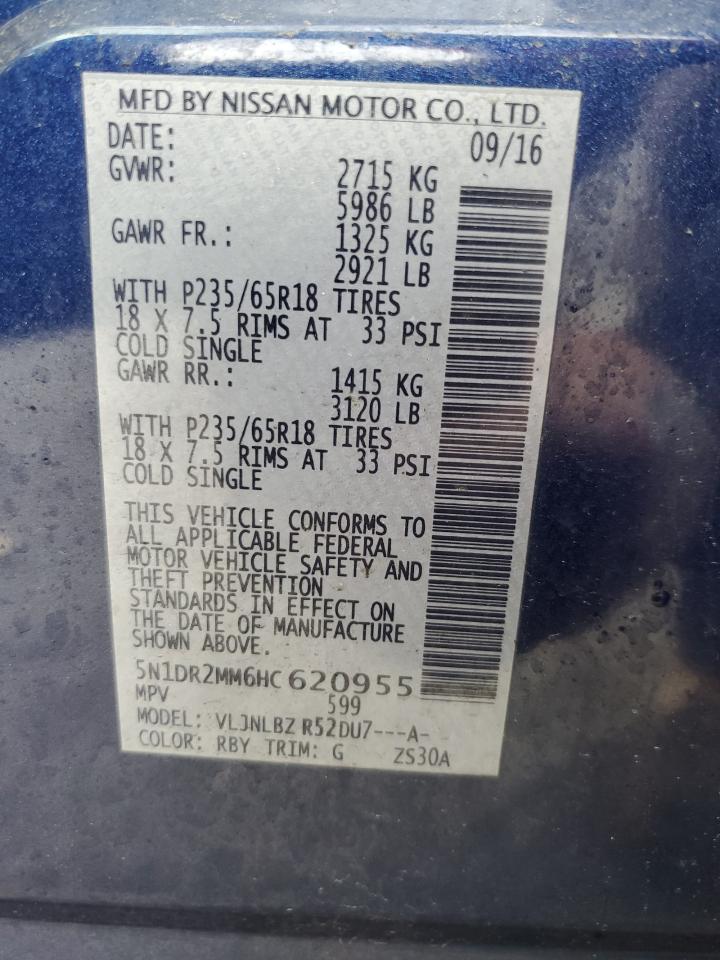 MFD BY NISSAN MOTOR CO., LTD.
DATE: 09/16
GVWR: 2715 KG
5986 LB
GAWR FR.: 1325 KG
2921 LB
WITH P235/65R18 TIRES
18 X 7.5 RIMS AT 33 PSI
COLD SINGLE
GAWR RR.: 1415 KG
3120 LB
WITH P235/65R18 TIRES
18 X 7.5 RIMS AT 33 PSI
COLD SINGLE
THIS VEHICLE CONFORMS TO
ALL APPLICABLE FEDERAL
MOTOR VEHICLE SAFETY AND
THEFT PREVENTION
STANDARDS IN EFFECT ON
THE DATE OF MANUFACTURE
SHOWN ABOVE.
5N1DR2MM6HC 620955
MPV 599
MODEL: VLJNLBZ R52DU7---A-
COLOR: RBY TRIM: G ZS30A